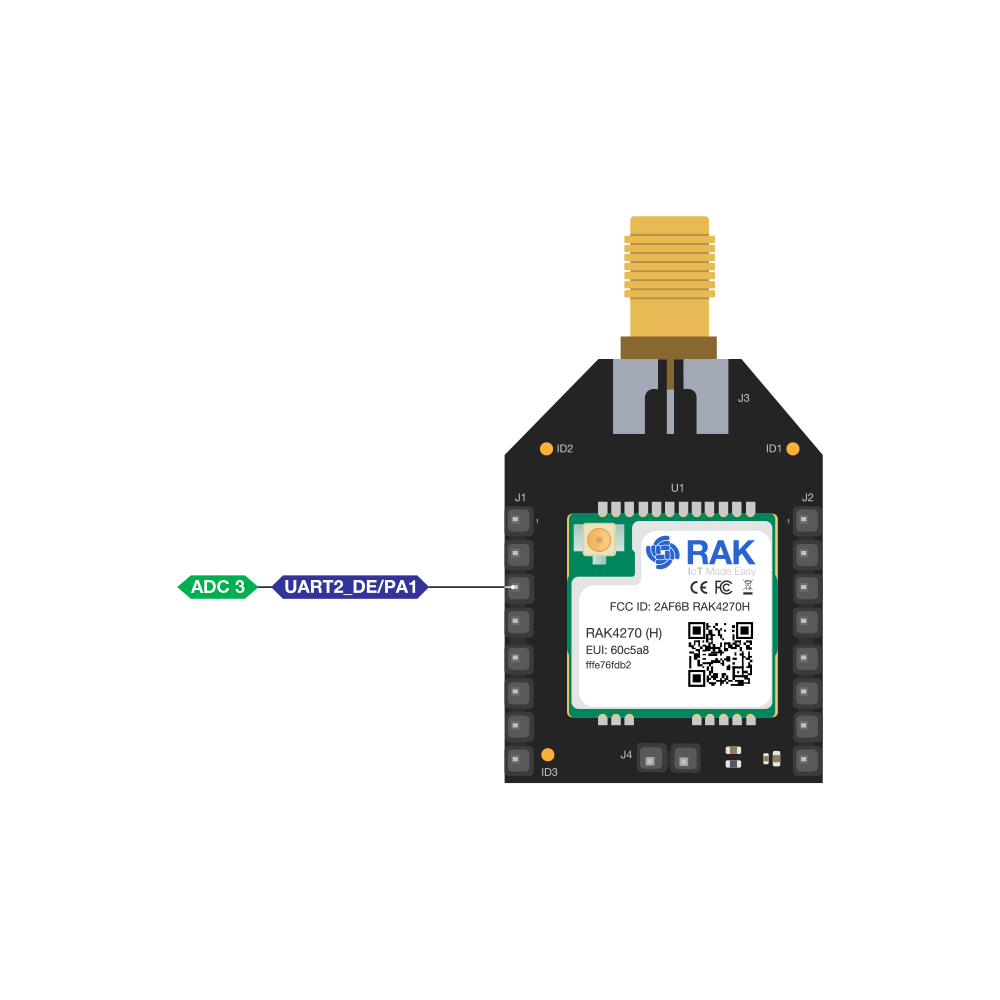 J3
ID2
ID1
U1
J1
J2
1
1
RAK
IoT Made Easy
ADC 3
UART2_DE/PA1
CE FC
FCC ID: 2AF6B RAK4270H
RAK4270 (H)
EUI: 60c5a8
fffe76fdb2
J4
ID3